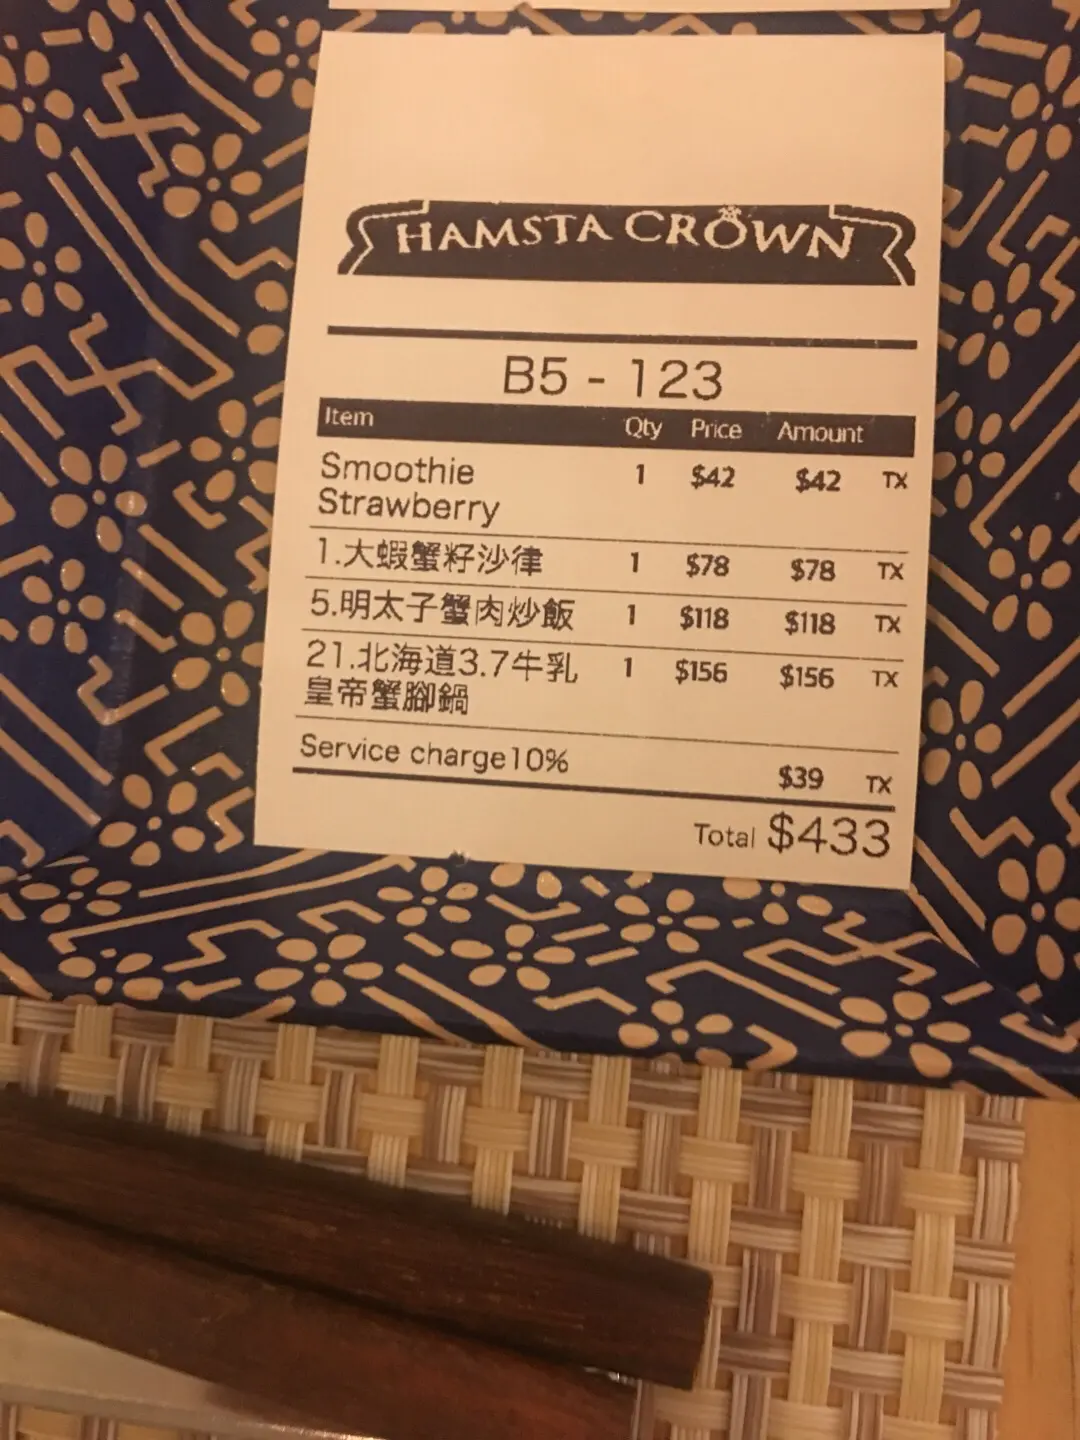 HAMSTA CROWN
B5 - 123
Item Qty Price Amount
Smoothie 1 $42 $42 TX
Strawberry
1.大蝦蟹籽沙律 1 $78 $78 TX
5.明太子蟹肉炒飯 1 $118 $118 TX
21.北海道3.7牛乳 1 $156 $156 TX
皇帝蟹腳鍋
Service charge10% $39 TX
Total $433